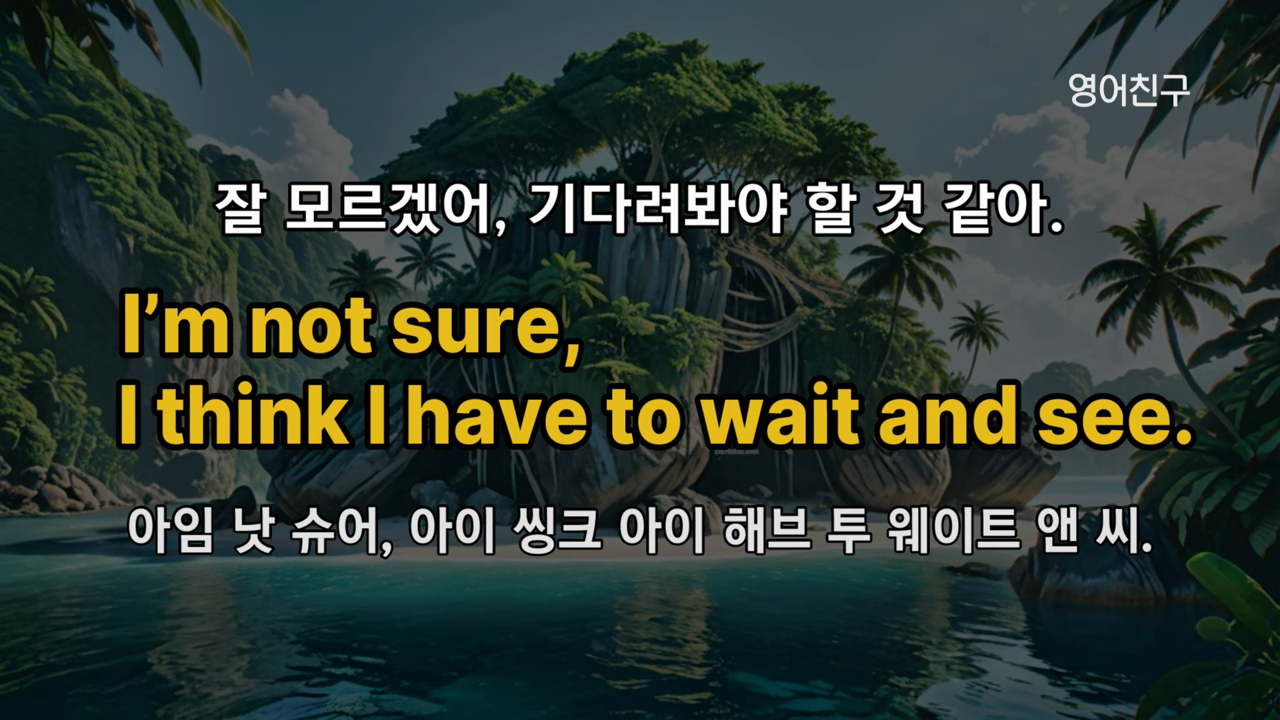 영어친구
잘 모르겠어, 기다려봐야 할 것 같아.
I’m not sure,
I think I have to wait and see.
아임 낫 슈어, 아이 씽크 아이 해브 투 웨이트 앤 씨.